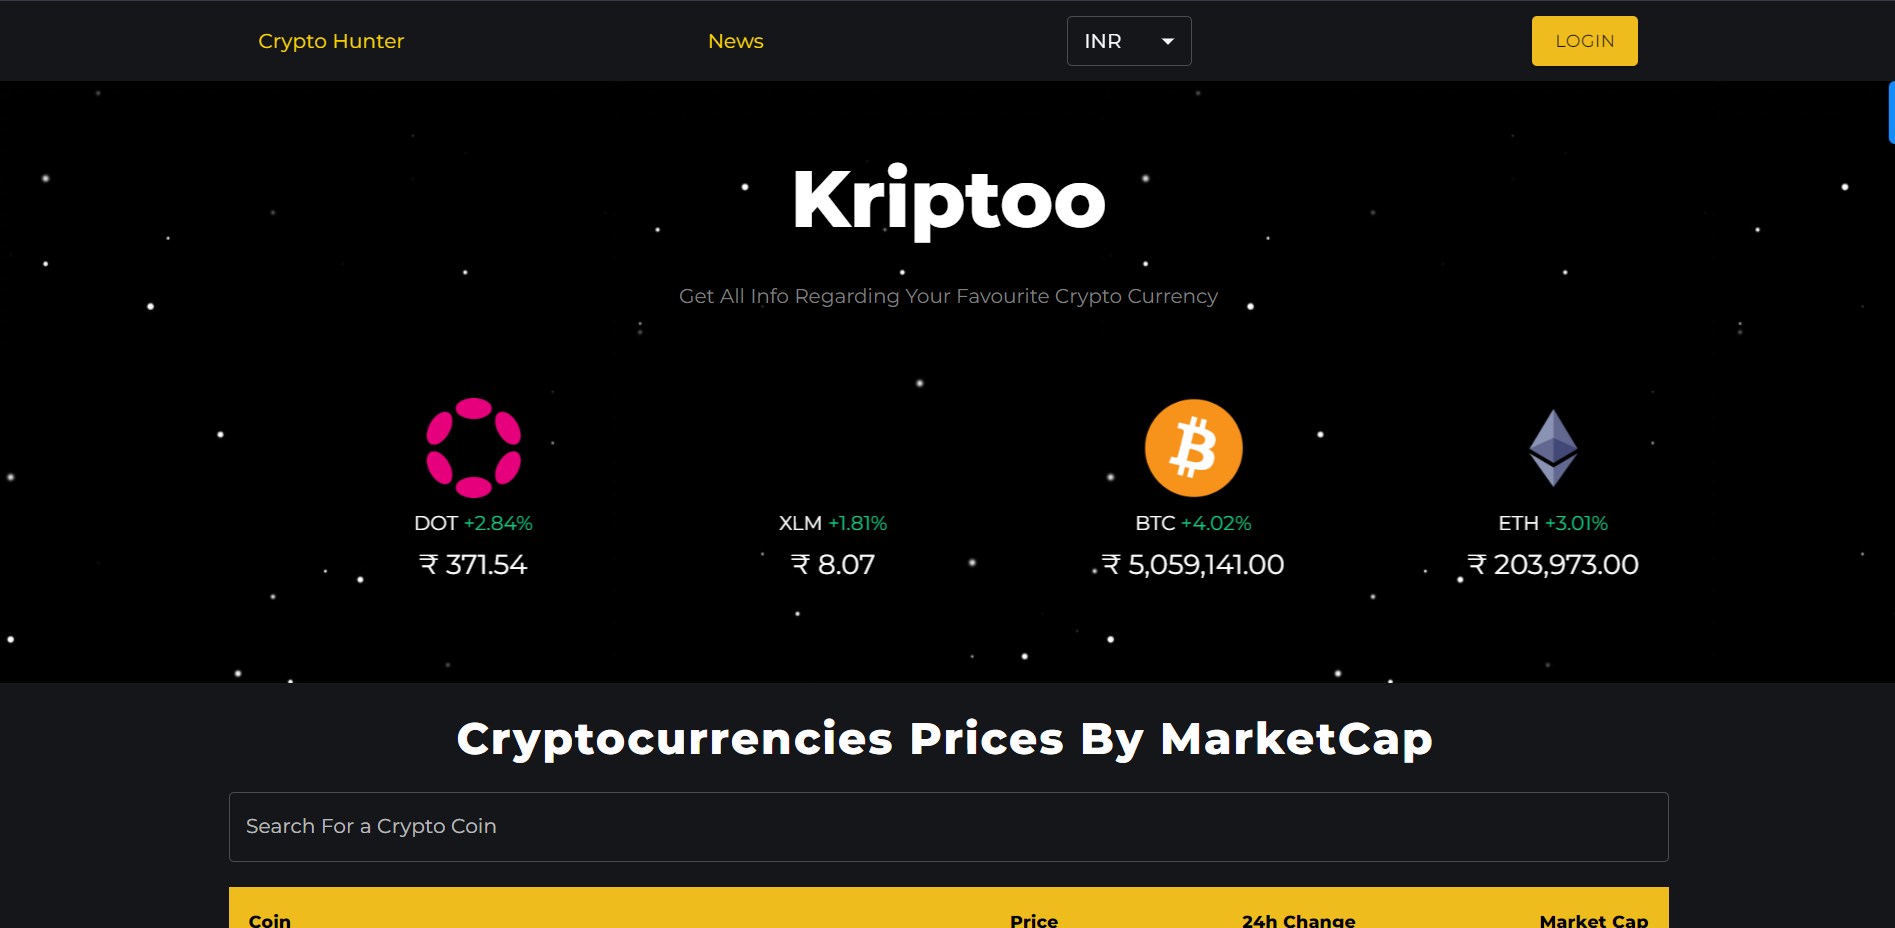 Crypto Hunter
News
INR
LOGIN
Kriptoo
Get All Info Regarding Your Favourite Crypto Currency
DOT +2.84%
₹ 371.54
XLM +1.81%
₹ 8.07
BTC +4.02%
₹ 5,059,141.00
ETH +3.01%
₹ 203,973.00
Cryptocurrencies Prices By MarketCap
Search For a Crypto Coin
Coin Price 24h Change Market Cap